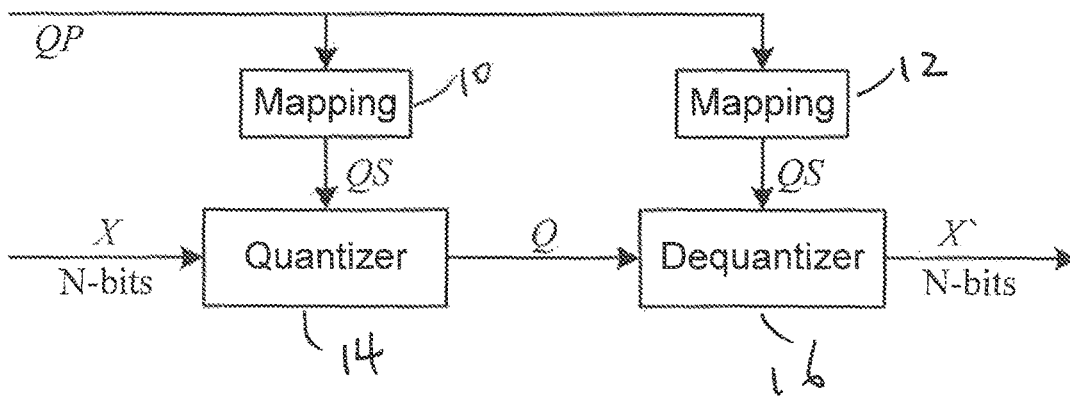 QP
Mapping 10
Mapping 12
QS
QS
X
N-bits
Quantizer
Q
Dequantizer
X`
N-bits
14
16